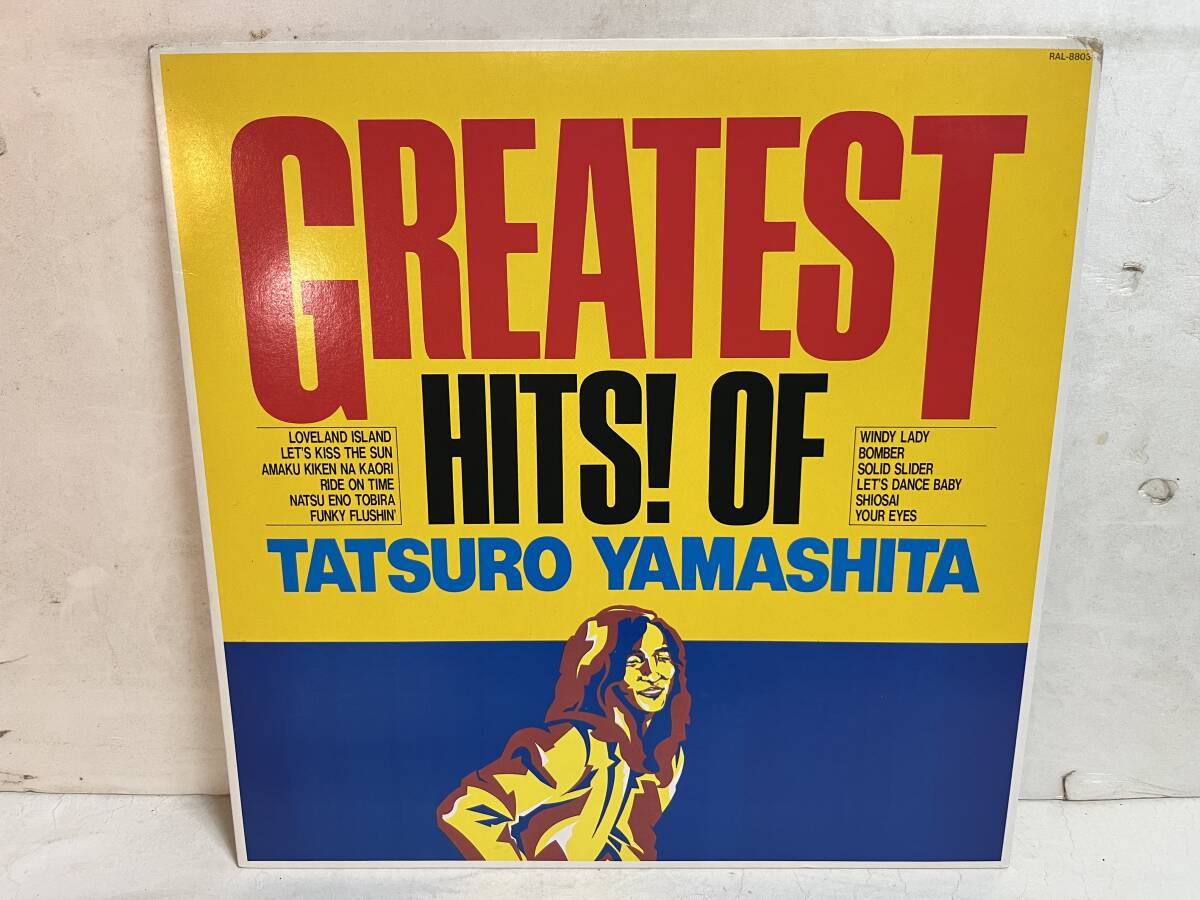 RAL-8803
GREATEST
HITS! OF
LOVELAND ISLAND
LET'S KISS THE SUN
AMAKU KIKEN NA KAORI
RIDE ON TIME
NATSU ENO TOBIRA
FUNKY FLUSHIN'
WINDY LADY
BOMBER
SOLID SLIDER
LET'S DANCE BABY
SHIOSAI
YOUR EYES
TATSURO YAMASHITA